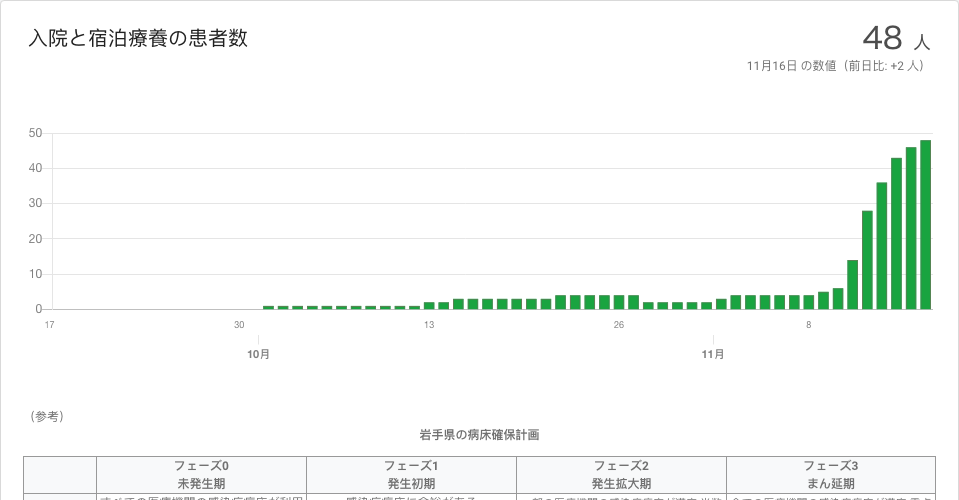 入院と宿泊療養の患者数
48 人
11月16日 の数値（前日比: +2 人）
50
40
30
20
10
0
17 30 13 26 8
10月 11月
（参考）
岩手県の病床確保計画
フェーズ0 フェーズ1 フェーズ2 フェーズ3
未発生期 発生初期 発生拡大期 まん延期